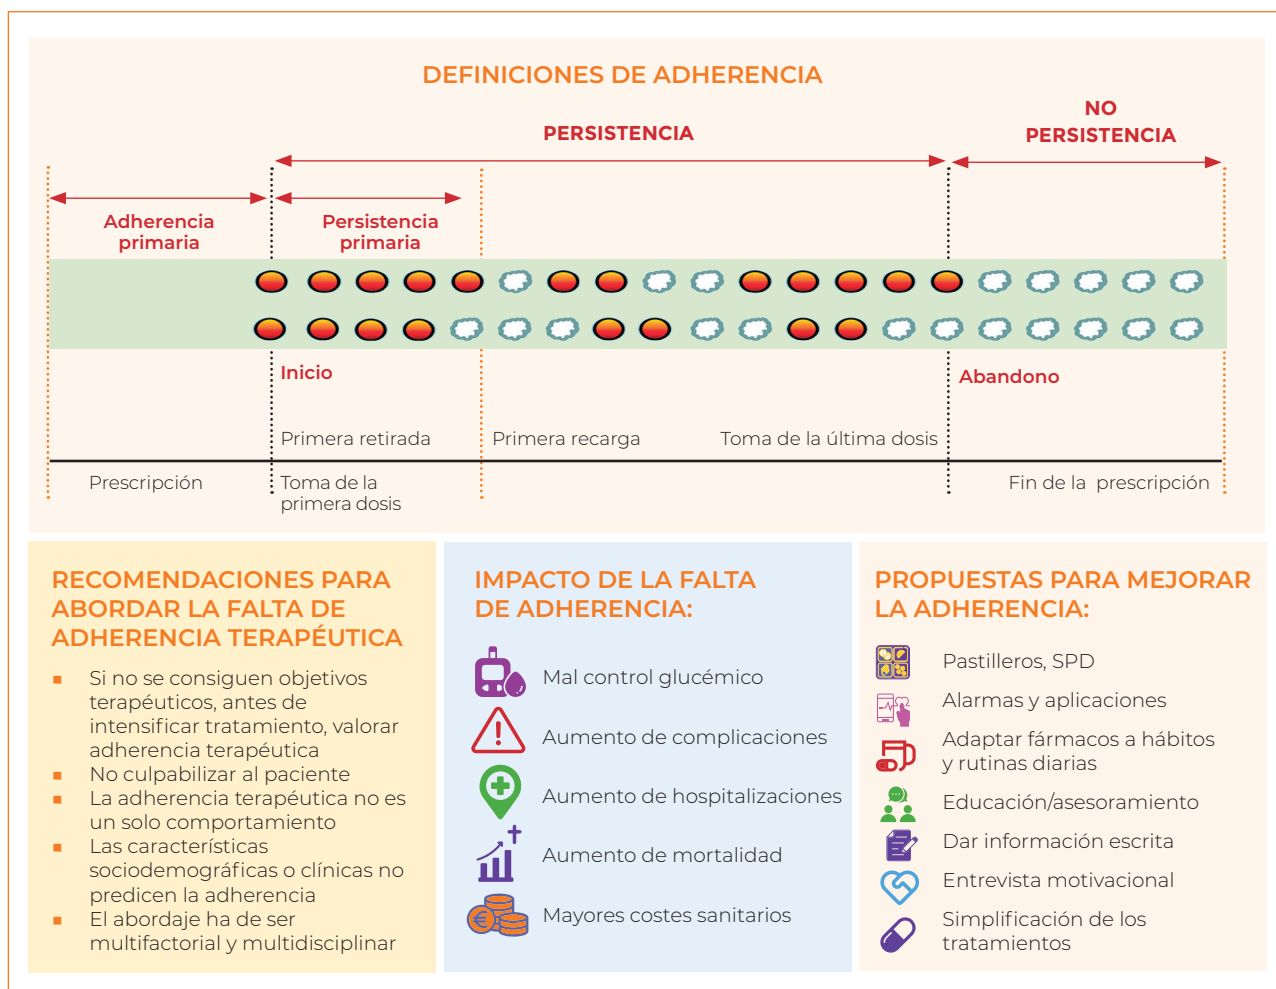 DEFINICIONES DE ADHERENCIA
PERSISTENCIA
NO
PERSISTENCIA
Adherencia
primaria
Persistencia
primaria
Inicio
Abandono
Primera retirada
Primera recarga
Toma de la última dosis
Prescripción
Toma de la
primera dosis
Fin de la prescripción
RECOMENDACIONES PARA
ABORDAR LA FALTA DE
ADHERENCIA TERAPÉUTICA
Si no se consiguen objetivos
terapéuticos, antes de
intensificar tratamiento, valorar
adherencia terapéutica
No culpabilizar al paciente
La adherencia terapéutica no es
un solo comportamiento
Las características
sociodemográficas o clínicas no
predicen la adherencia
El abordaje ha de ser
multifactorial y multidisciplinar
IMPACTO DE LA FALTA
DE ADHERENCIA:
Mal control glucémico
Aumento de complicaciones
Aumento de hospitalizaciones
Aumento de mortalidad
Mayores costes sanitarios
PROPUESTAS PARA MEJORAR
LA ADHERENCIA:
Pastilleros, SPD
Alarmas y aplicaciones
Adaptar fármacos a hábitos
y rutinas diarias
Educación/asesoramiento
Dar información escrita
Entrevista motivacional
Simplificación de los
tratamientos